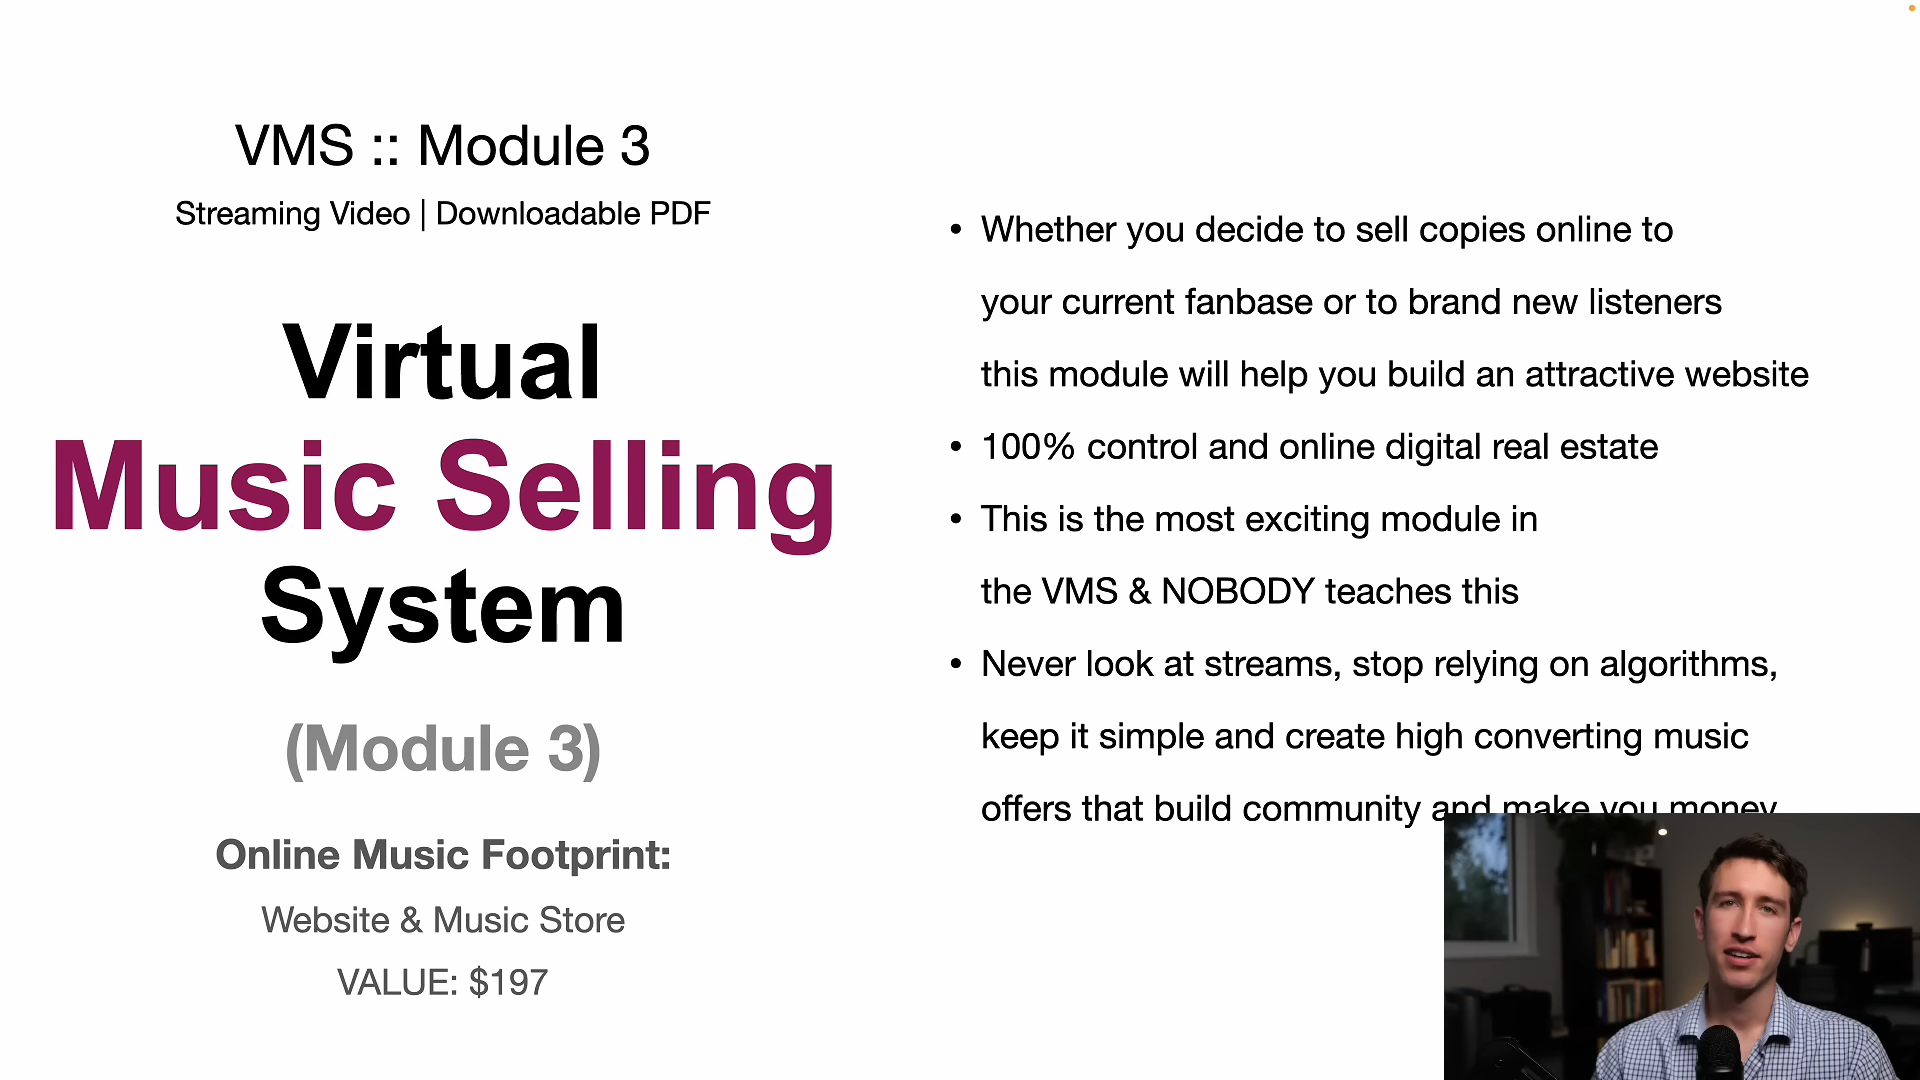 VMS :: Module 3
Streaming Video | Downloadable PDF
Virtual
Music Selling
System
(Module 3)
Online Music Footprint:
Website & Music Store
VALUE: $197
• Whether you decide to sell copies online to
your current fanbase or to brand new listeners
this module will help you build an attractive website
• 100% control and online digital real estate
• This is the most exciting module in
the VMS & NOBODY teaches this
• Never look at streams, stop relying on algorithms,
keep it simple and create high converting music
offers that build community and make you money